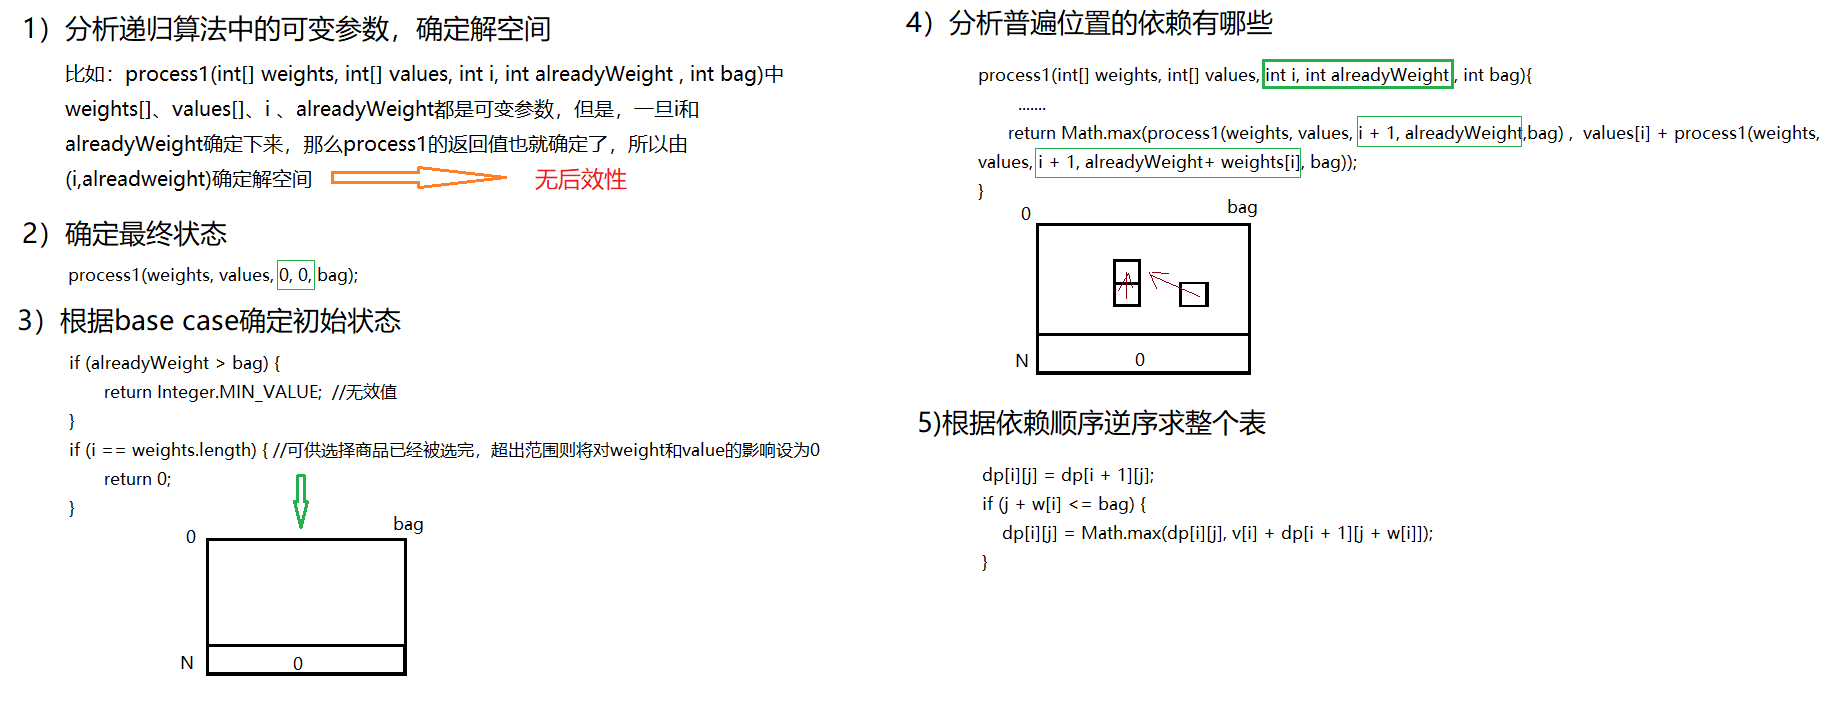 1）分析递归算法中的可变参数，确定解空间
比如：process1(int[] weights, int[] values, int i, int alreadyWeight , int bag)中
weights[]、values[]、i 、alreadyWeight都是可变参数，但是，一旦i和
alreadyWeight确定下来，那么process1的返回值也就确定了，所以由
(i,alreadweight)确定解空间
无后效性
2）确定最终状态
process1(weights, values, 0, 0, bag);
3）根据base case确定初始状态
if (alreadyWeight > bag) {
return Integer.MIN_VALUE;  //无效值
}
if (i == weights.length) { //可供选择商品已经被选完，超出范围则将对weight和value的影响设为0
return 0;
}
0
bag
N
0
4）分析普遍位置的依赖有哪些
process1(int[] weights, int[] values, int i, int alreadyWeight , int bag){
.......
return Math.max(process1(weights, values, i + 1, alreadyWeight,bag) ,  values[i] + process1(weights,
values, i + 1, alreadyWeight+ weights[i], bag));
}
0
bag
N
0
5)根据依赖顺序逆序求整个表
dp[i][j] = dp[i + 1][j];
if (j + w[i] <= bag) {
dp[i][j] = Math.max(dp[i][j], v[i] + dp[i + 1][j + w[i]]);
}